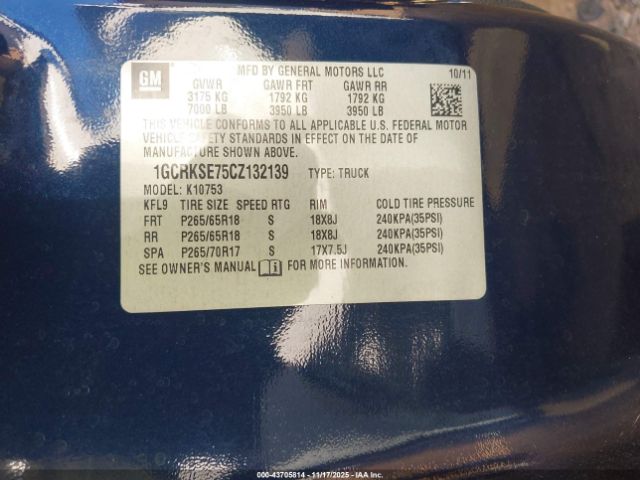 GM
MFD BY GENERAL MOTORS LLC 10/11
GVWR GAWR FRT GAWR RR
3175 KG 1792 KG 1792 KG
7000 LB 3950 LB 3950 LB
THIS VEHICLE CONFORMS TO ALL APPLICABLE U.S. FEDERAL MOTOR
VEHICLE SAFETY STANDARDS IN EFFECT ON THE DATE OF
MANUFACTURE SHOWN ABOVE.
1GCRKSE75CZ132139 TYPE: TRUCK
MODEL: K10753
KFL9 TIRE SIZE SPEED RTG RIM COLD TIRE PRESSURE
FRT P265/65R18 S 18X8J 240KPA(35PSI)
RR P265/65R18 S 18X8J 240KPA(35PSI)
SPA P265/70R17 S 17X7.5J 240KPA(35PSI)
SEE OWNER'S MANUAL FOR MORE INFORMATION.
000-43705814 - 11/17/2025 - IAA, Inc.